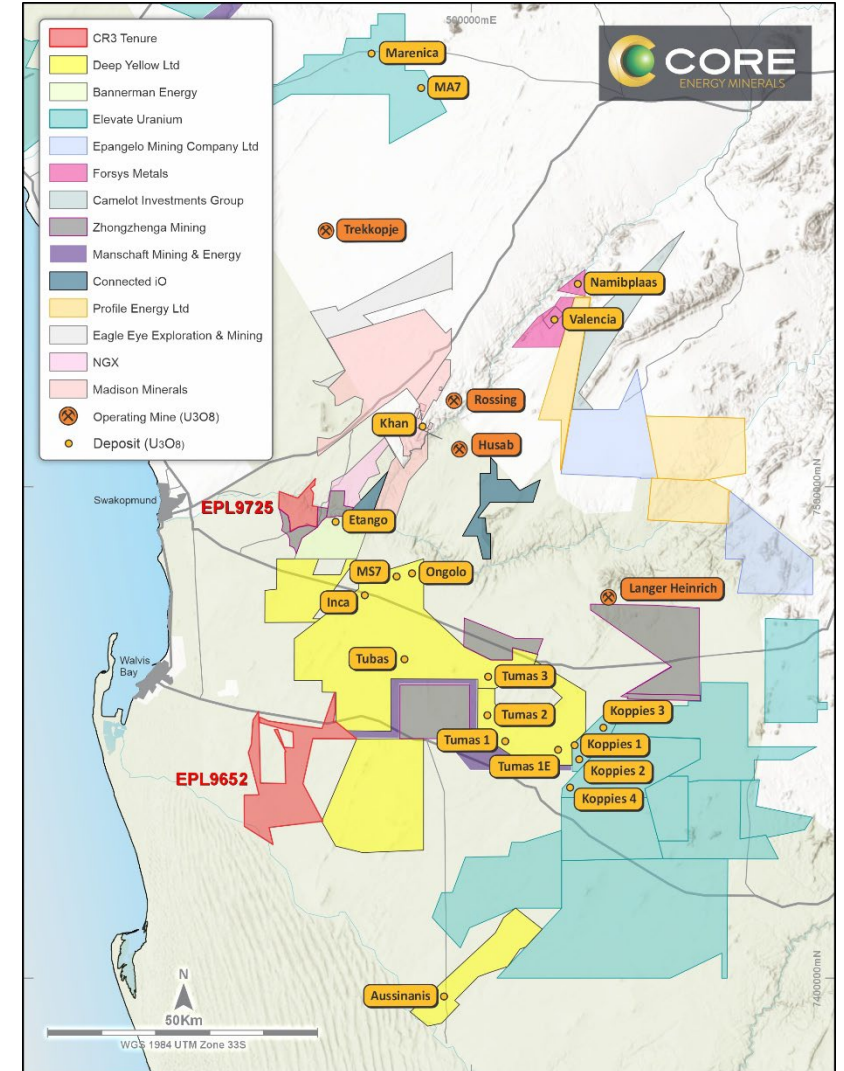 500000mE
CORE
ENERGY MINERALS
CR3 Tenure
Deep Yellow Ltd
Bannerman Energy
Elevate Uranium
Epangelo Mining Company Ltd
Forsys Metals
Camelot Investments Group
Zhongzhenga Mining
Manschaft Mining & Energy
Connected iO
Profile Energy Ltd
Eagle Eye Exploration & Mining
NGX
Madison Minerals
Operating Mine (U3O8)
Deposit (U3O8)
Marenica
MA7
Trekkopje
Namibplaas
Valencia
Rossing
Khan
Husab
Swakopmund
EPL9725
7500000mN
Etango
MS7
Ongolo
Inca
Langer Heinrich
Walvis
Bay
Tubas
Tumas 3
Tumas 2
Koppies 3
Tumas 1
Koppies 1
Tumas 1E
Koppies 2
EPL9652
Koppies 4
7400000mN
Aussinanis
N
50Km
WGS 1984 UTM Zone 33S